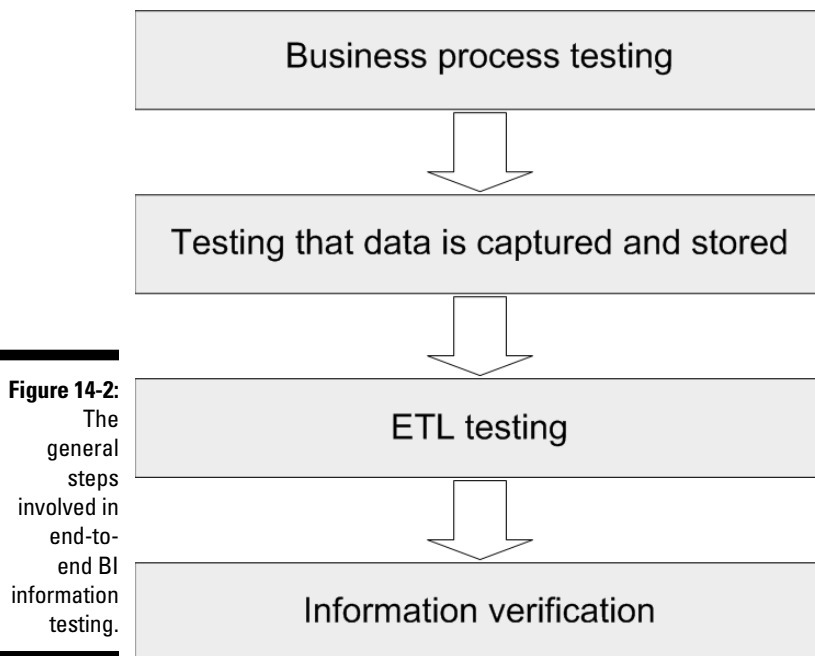 Business process testing
Testing that data is captured and stored
ETL testing
Information verification
Figure 14-2:
The
general
steps
involved in
end-to-
end BI
information
testing.